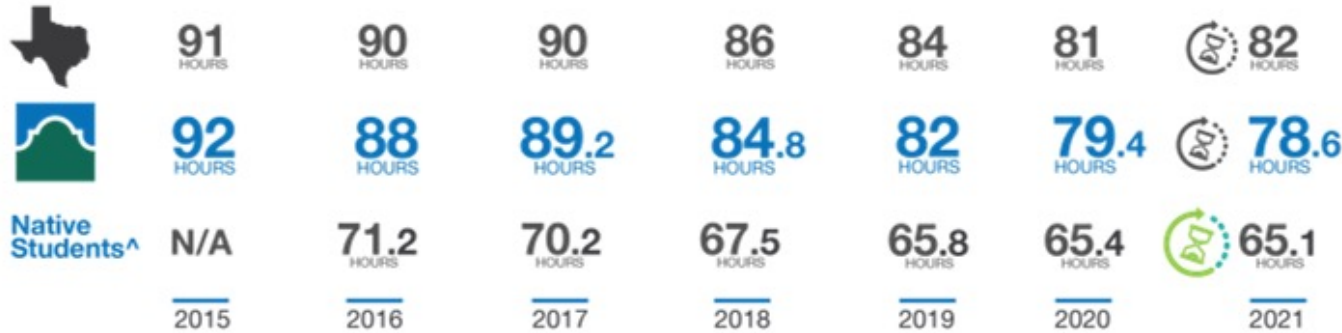 91 90 90 86 84 81 82
HOURS HOURS HOURS HOURS HOURS HOURS HOURS
92 88 89.2 84.8 82 79.4 78.6
HOURS HOURS HOURS HOURS HOURS HOURS HOURS
Native
Students^ N/A 71.2 70.2 67.5 65.8 65.4 65.1
HOURS HOURS HOURS HOURS HOURS HOURS
2015 2016 2017 2018 2019 2020 2021